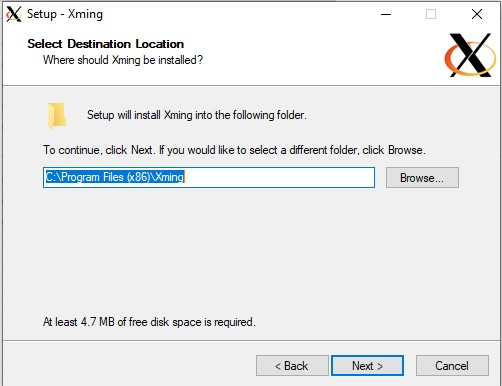 Setup - Xming
Select Destination Location
Where should Xming be installed?
Setup will install Xming into the following folder.
To continue, click Next. If you would like to select a different folder, click Browse.
C:\Program Files (x86)\Xming
Browse...
At least 4.7 MB of free disk space is required.
< Back
Next >
Cancel